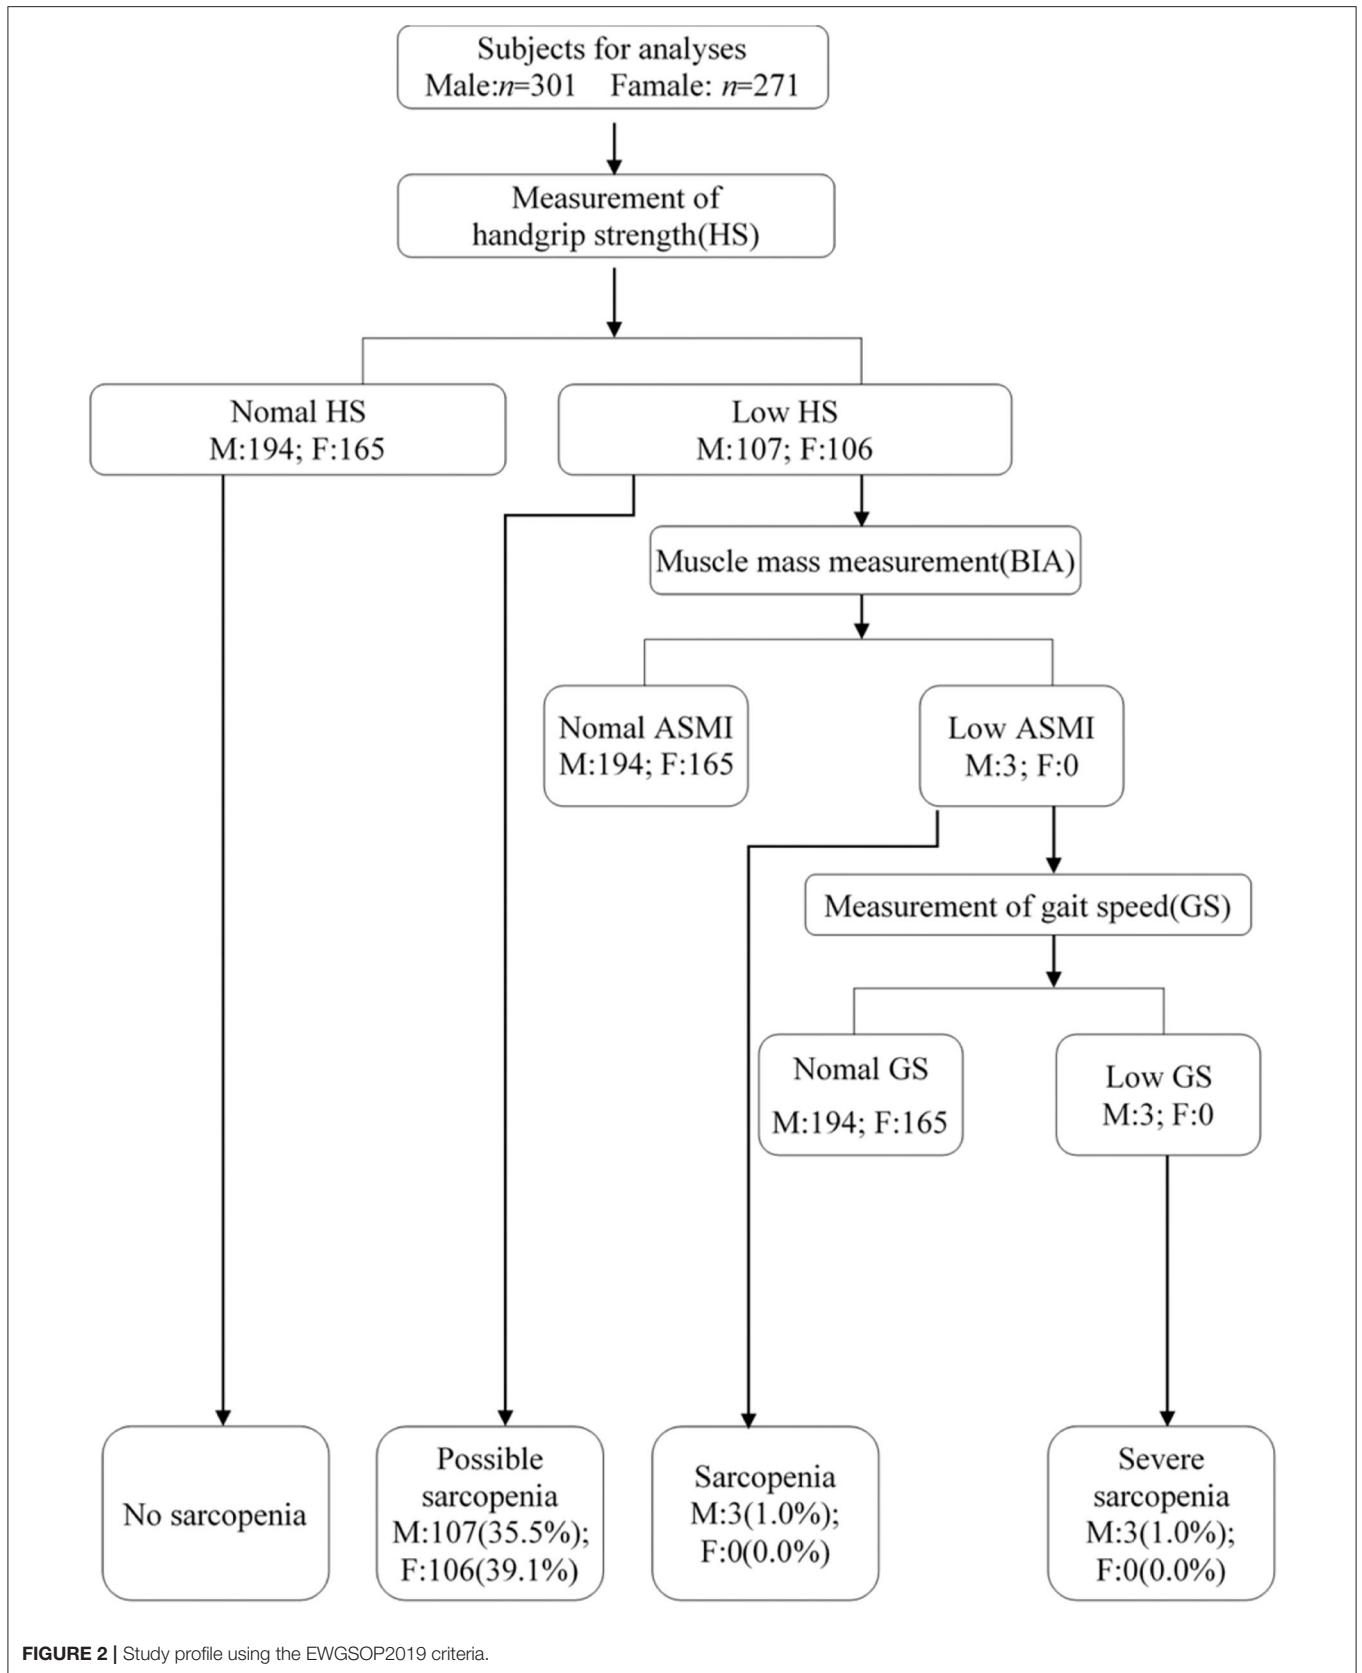 Subjects for analyses
Male:n=301 Famale: n=271
Measurement of
handgrip strength(HS)
Nomal HS
M:194; F:165
Low HS
M:107; F:106
Muscle mass measurement(BIA)
Nomal ASMI
M:194; F:165
Low ASMI
M:3; F:0
Measurement of gait speed(GS)
Nomal GS
M:194; F:165
Low GS
M:3; F:0
No sarcopenia
Possible
sarcopenia
M:107(35.5%);
F:106(39.1%)
Sarcopenia
M:3(1.0%);
F:0(0.0%)
Severe
sarcopenia
M:3(1.0%);
F:0(0.0%)
FIGURE 2 | Study profile using the EWGSOP2019 criteria.